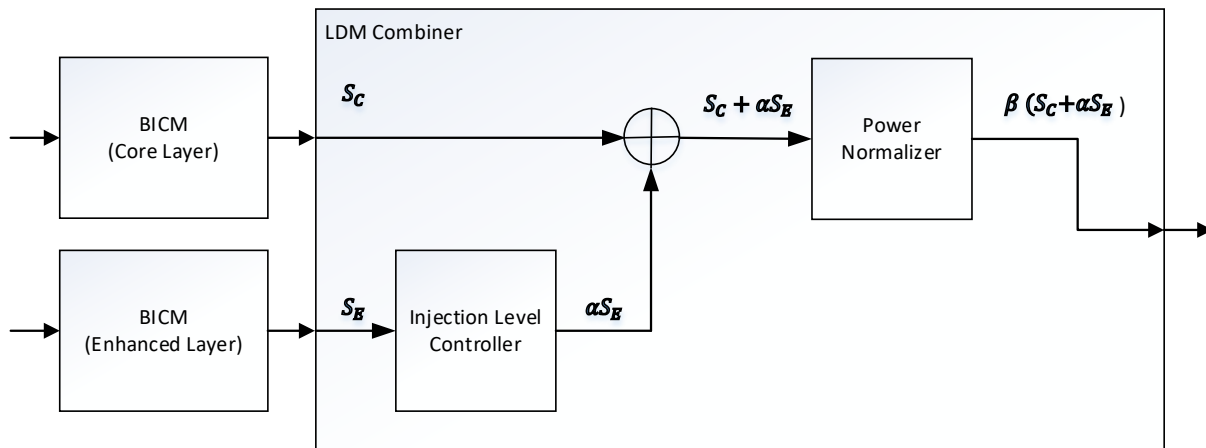 LDM Combiner
BICM
(Core Layer)
S_C
S_C + αS_E
Power
Normalizer
β (S_C+αS_E )
BICM
(Enhanced Layer)
S_E
Injection Level
Controller
αS_E